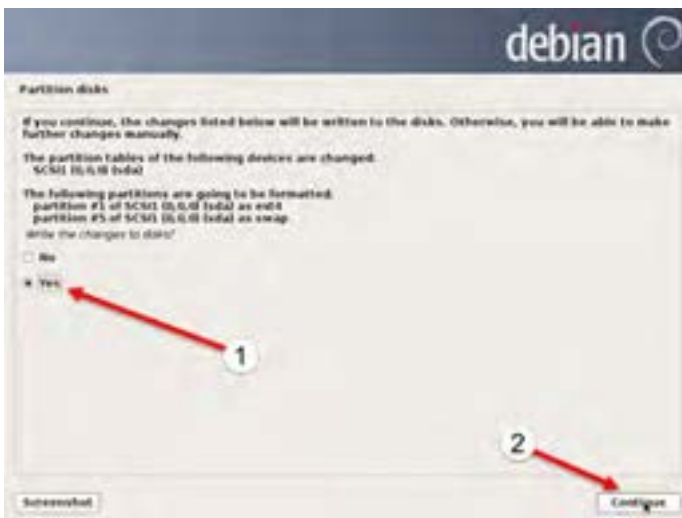 debian
Partition disks
If you continue, the changes listed below will be written to the disks. Otherwise, you will be able to make
further changes manually.
The partition tables of the following devices are changed:
SCSI1 (0,0,0) (sda)
The following partitions are going to be formatted:
partition #1 of SCSI1 (0,0,0) (sda) as ext4
partition #5 of SCSI1 (0,0,0) (sda) as swap
Write the changes to disks?
No
Yes
1
2
Screenshot
Continue